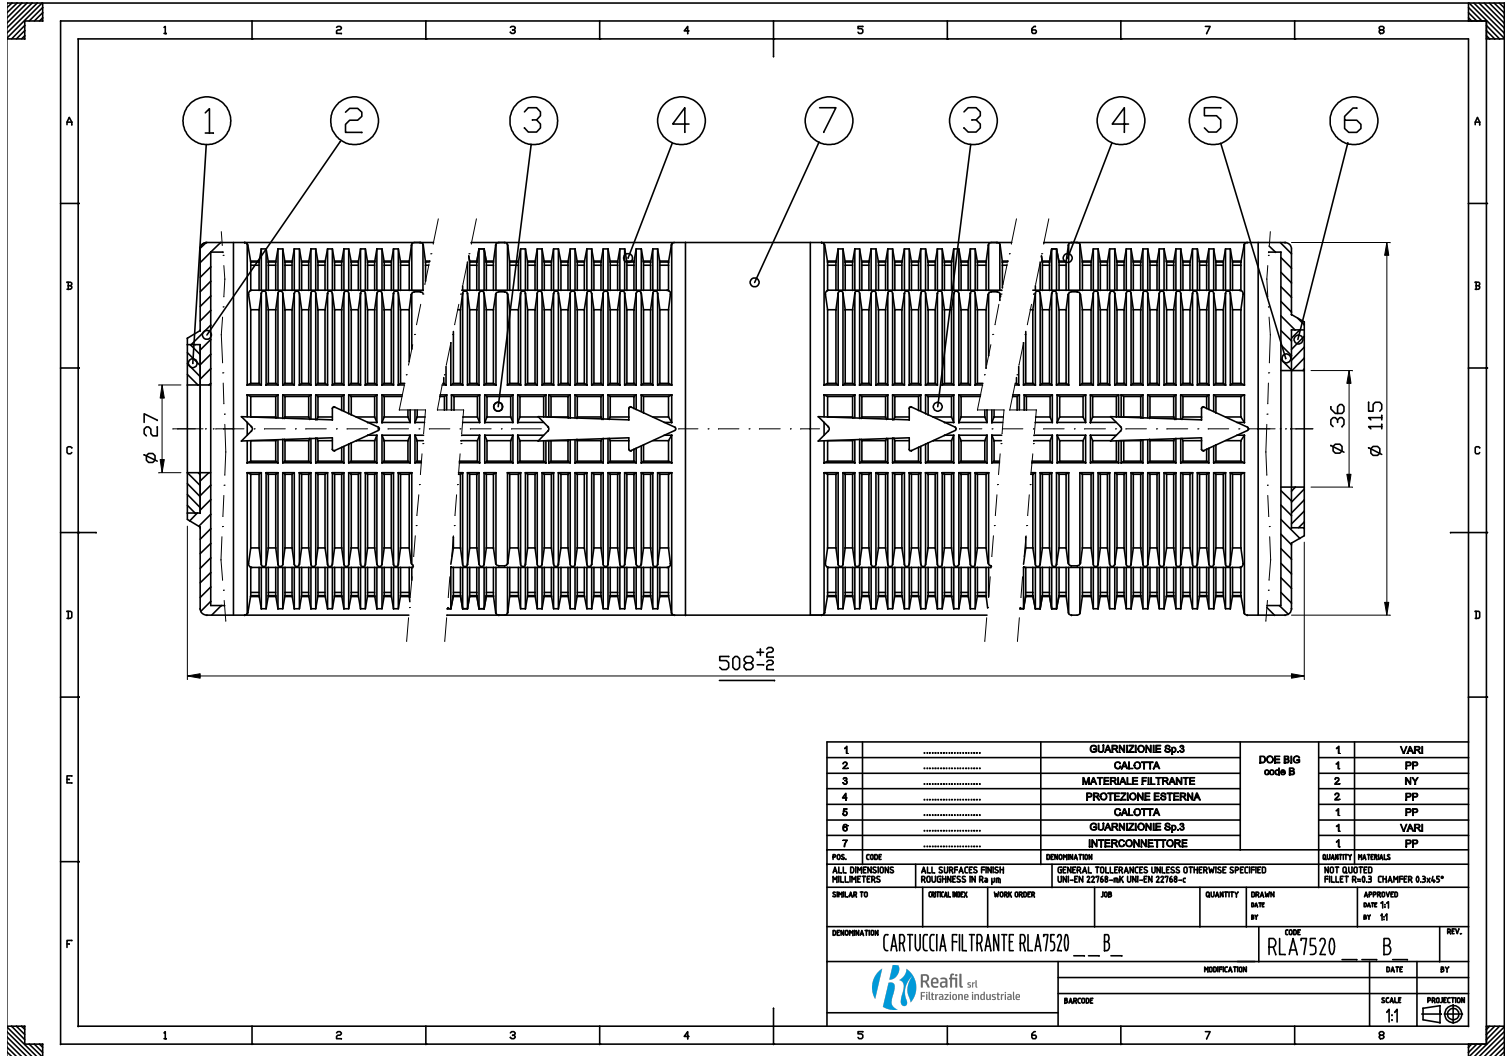 1 2 3 4 5 6 7 8
A A
1 2 3 4 7 3 4 5 6
B B
C C
Ø 27
Ø 36
Ø 115
D D
508 +2 -2
E E
F F
1 ..................... GUARNIZIONIE Sp.3 1 VARI
2 ..................... CALOTTA 1 PP
3 ..................... MATERIALE FILTRANTE 2 NY
4 ..................... PROTEZIONE ESTERNA 2 PP
5 ..................... CALOTTA 1 PP
6 ..................... GUARNIZIONIE Sp.3 1 VARI
7 ..................... INTERCONNETTORE 1 PP
DOE BIG
code B
POS. CODE DENOMINATION QUANTITY MATERIALS
ALL DIMENSIONS
MILLIMETERS
ALL SURFACES FINISH
ROUGHNESS IN Ra µm
GENERAL TOLLERANCES UNLESS OTHERWISE SPECIFIED
UNI-EN 22768-mK UNI-EN 22768-c
NOT QUOTED
FILLET R=0.3 CHAMFER 0.3x45°
SIMILAR TO CRITICAL INDEX WORK ORDER JOB QUANTITY DRAWN APPROVED
DATE DATE 1:1
BY BY 1:1
DENOMINATION CARTUCCIA FILTRANTE RLA7520 _ _ B_
CODE
RLA7520 ___ B_
REV.
Reafil srl
Filtrazione industriale
MODIFICATION DATE BY
BARCODE SCALE PROJECTION
1:1
1 2 3 4 5 6 7 8